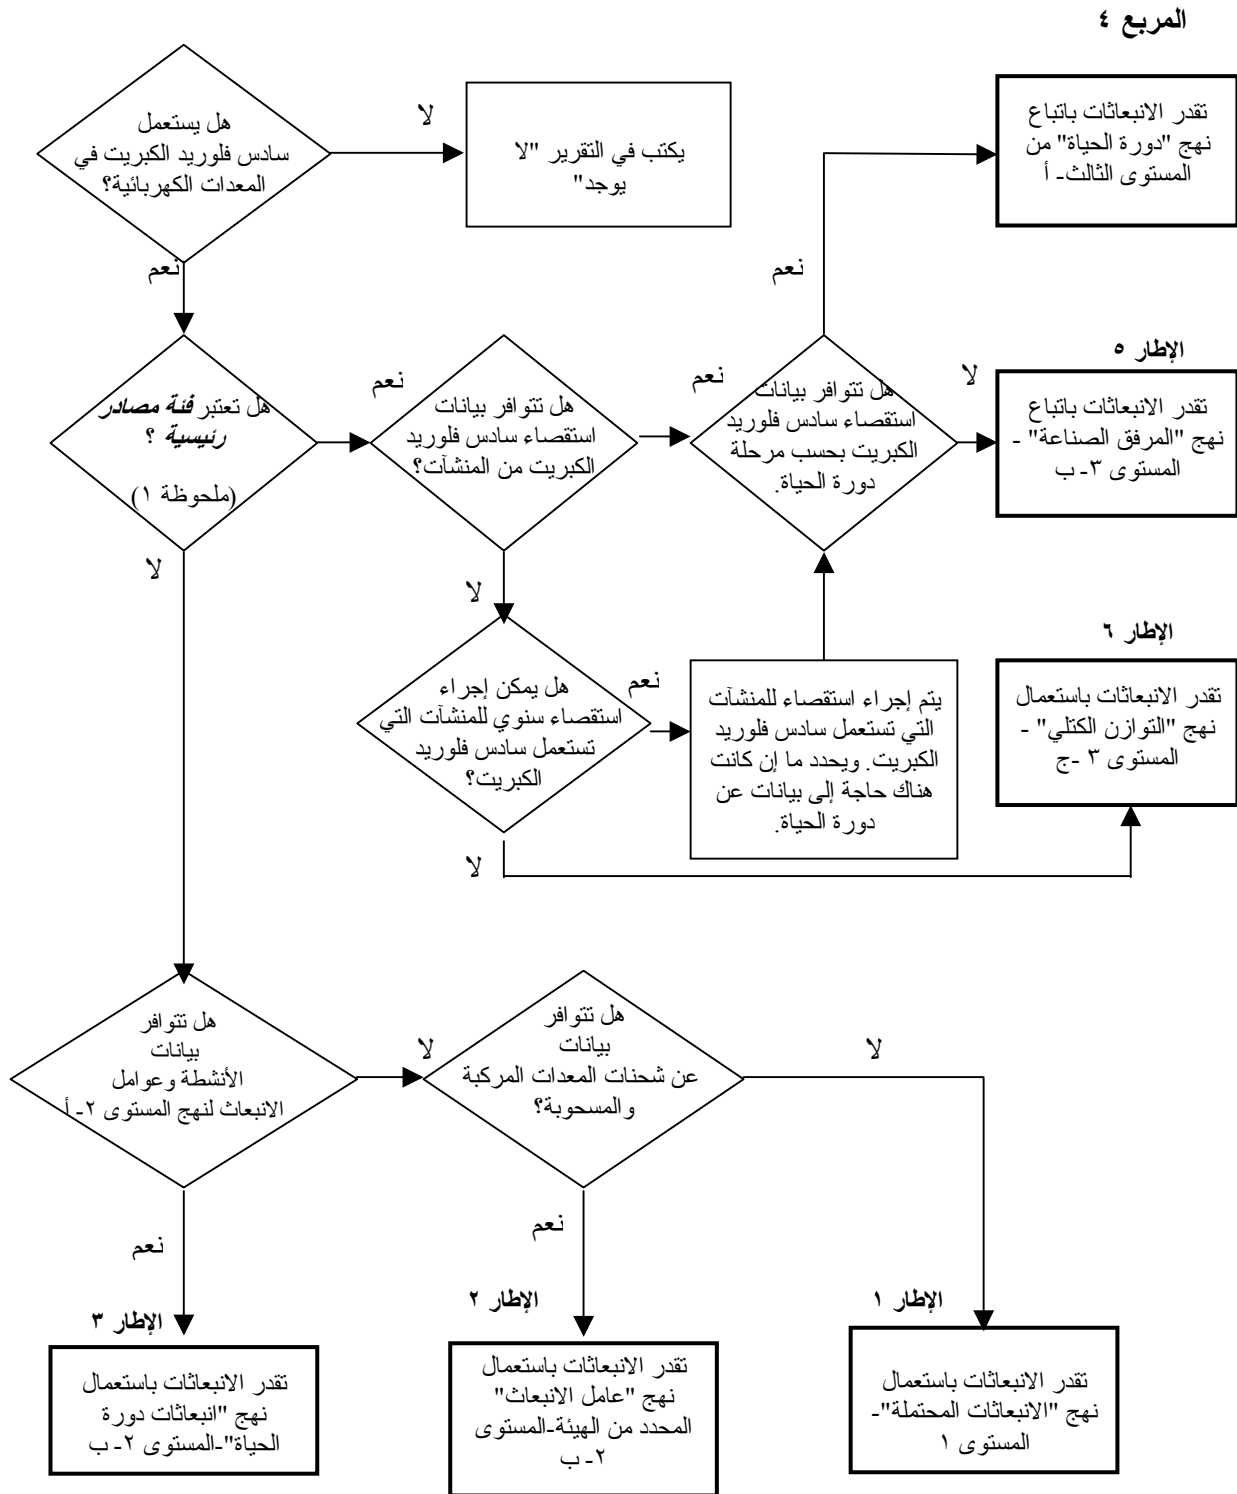 المربع ٤
هل يستعمل
سادس فلوريد الكبريت في
المعدات الكهربائية؟
لا
يكتب في التقرير "لا
يوجد"
تقدر الانبعاثات باتباع
نهج "دورة الحياة" من
المستوى الثالث- أ
نعم
نعم
هل تعتبر فئة مصادر
رئيسية ؟
(ملحوظة ١)
نعم
هل تتوافر بيانات
استقصاء سادس فلوريد
الكبريت من المنشآت؟
نعم
هل تتوافر بيانات
استقصاء سادس فلوريد
الكبريت بحسب مرحلة
دورة الحياة.
لا
الإطار ٥
تقدر الانبعاثات باتباع
نهج "المرفق الصناعة" -
المستوى ٣- ب
لا
لا
هل يمكن إجراء
استقصاء سنوي للمنشآت التي
تستعمل سادس فلوريد
الكبريت؟
نعم
يتم إجراء استقصاء للمنشآت
التي تستعمل سادس فلوريد
الكبريت. ويحدد ما إن كانت
هناك حاجة إلى بيانات عن
دورة الحياة.
الإطار ٦
تقدر الانبعاثات باستعمال
نهج "التوازن الكتلي" -
المستوى ٣ -ج
لا
هل تتوافر
بيانات
الأنشطة وعوامل
الانبعاث لنهج المستوى ٢- أ
لا
هل تتوافر
بيانات
عن شحنات المعدات المركبة
والمسحوبة؟
لا
نعم
نعم
الإطار ٣
تقدر الانبعاثات باستعمال
نهج "انبعاثات دورة
الحياة"-المستوى ٢- ب
الإطار ٢
تقدر الانبعاثات باستعمال
نهج "عامل الانبعاث"
المحدد من الهيئة-المستوى
٢- ب
الإطار ١
تقدر الانبعاثات باستعمال
نهج "الانبعاثات المحتملة"-
المستوى ١